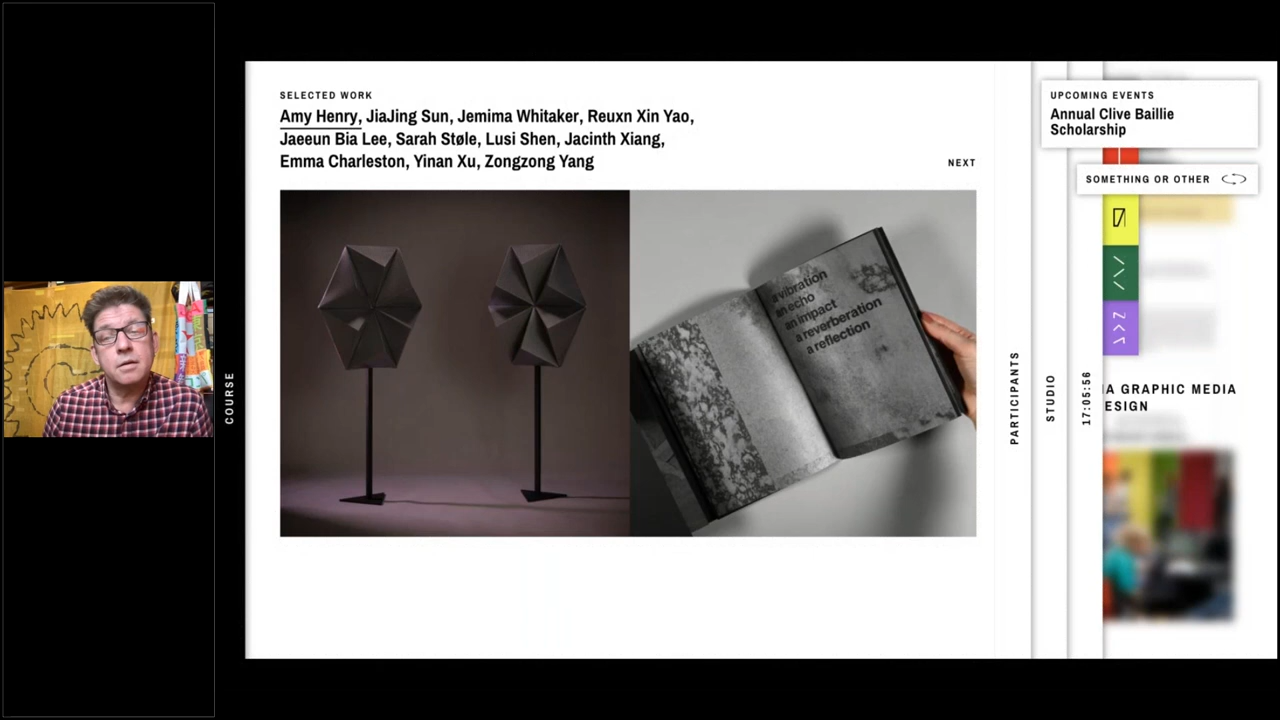 SELECTED WORK
Amy Henry, JiaJing Sun, Jemima Whitaker, Reuxn Xin Yao,
Jaeeun Bia Lee, Sarah Støle, Lusi Shen, Jacinth Xiang,
Emma Charleston, Yinan Xu, Zongzong Yang
NEXT
a vibration
an echo
an impact
a reverberation
a reflection
COURSE
PARTICIPANTS
STUDIO
17:05:56
UPCOMING EVENTS
Annual Clive Baillie
Scholarship
SOMETHING OR OTHER
A GRAPHIC MEDIA
ESIGN